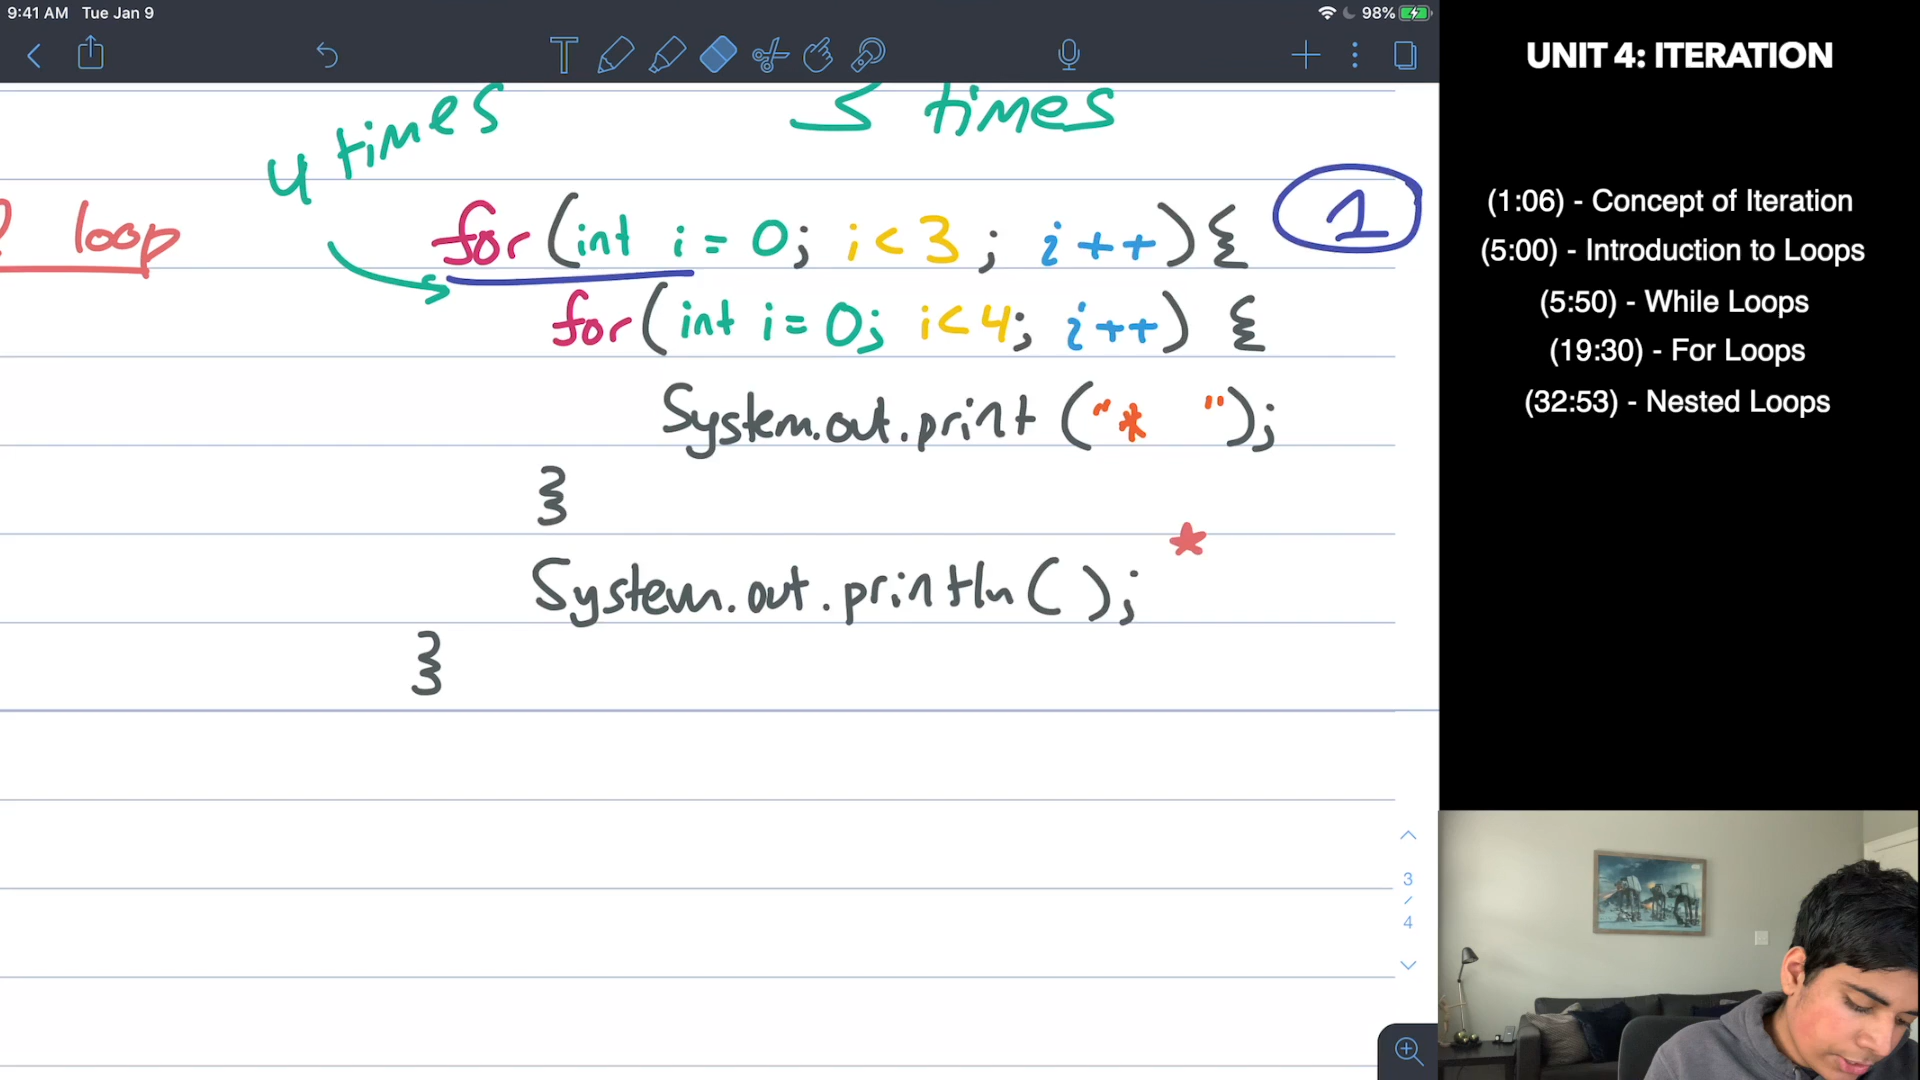 9:41 AM Tue Jan 9
98%
UNIT 4: ITERATION
(1:06) - Concept of Iteration
(5:00) - Introduction to Loops
(5:50) - While Loops
(19:30) - For Loops
(32:53) - Nested Loops
4 times
5 times
loop
for (int i = 0; i < 3 ; i ++) {
1
for (int i = 0; i < 4; i ++) {
System.out.print ("* ");
}
System.out.println ( );
}
3
/
4